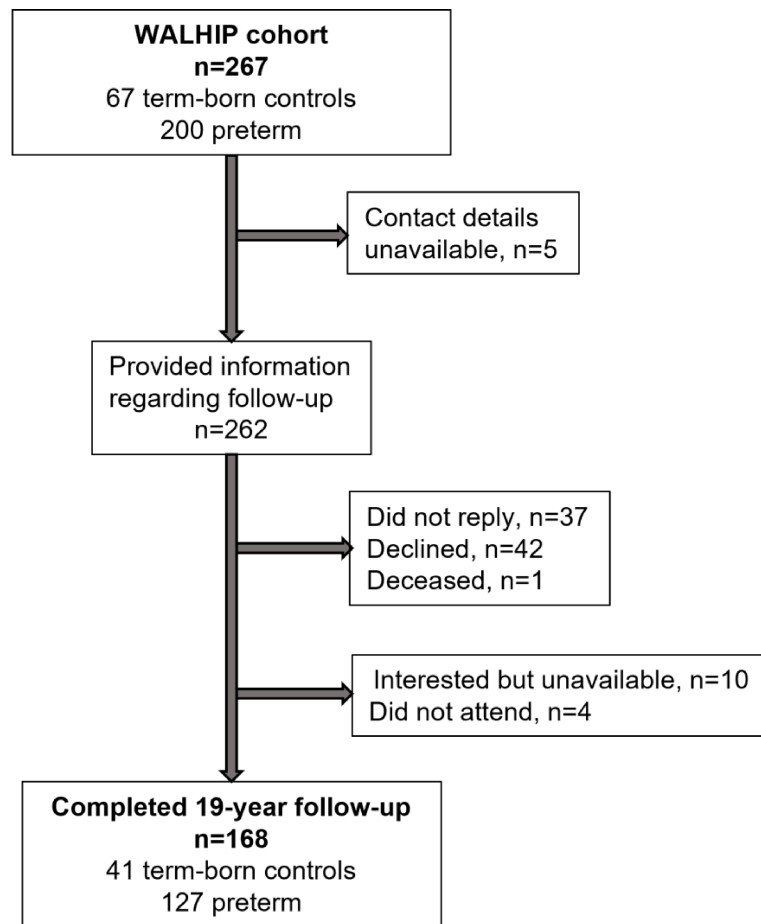 WALHIP cohort
n=267
67 term-born controls
200 preterm
Contact details
unavailable, n=5
Provided information
regarding follow-up
n=262
Did not reply, n=37
Declined, n=42
Deceased, n=1
Interested but unavailable, n=10
Did not attend, n=4
Completed 19-year follow-up
n=168
41 term-born controls
127 preterm